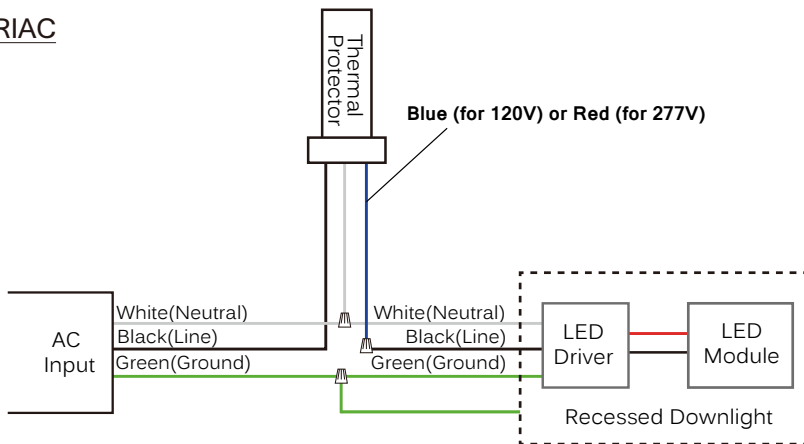 RIAC
Thermal
Protector
Blue (for 120V) or Red (for 277V)
White(Neutral)
White(Neutral)
Black(Line)
Black(Line)
Green(Ground)
Green(Ground)
AC
Input
LED
Driver
LED
Module
Recessed Downlight